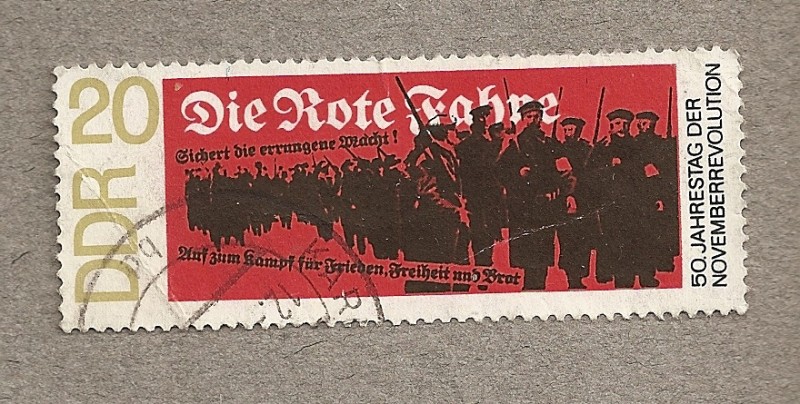 DDR 20
Die Rote Fahne
Sichert die errungene Macht!
Auf zum Kampf für Frieden, Freiheit und Brot
50. JAHRESTAG DER
NOVEMBERREVOLUTION